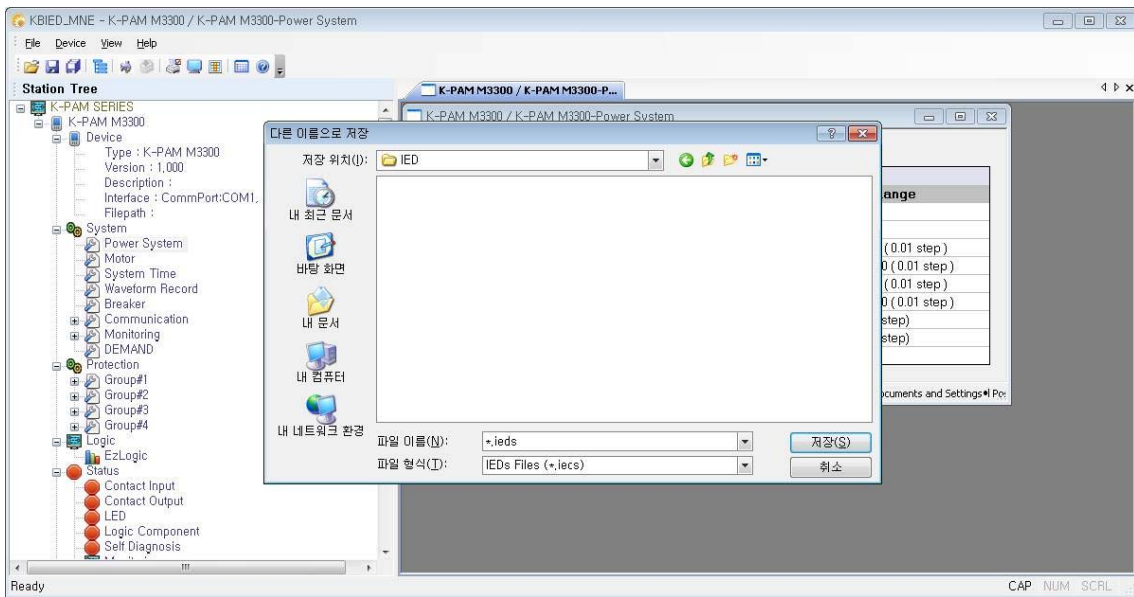 KBIED_MNE - K-PAM M3300 / K-PAM M3300-Power System
File Device View Help
Station Tree
K-PAM M3300 / K-PAM M3300-P...
K-PAM SERIES
K-PAM M3300
Device
Type : K-PAM M3300
Version : 1,000
Description :
Interface : CommPort:COM1,
Filepath :
System
Power System
Motor
System Time
Waveform Record
Breaker
Communication
Monitoring
DEMAND
Protection
Group#1
Group#2
Group#3
Group#4
Logic
EzLogic
Status
Contact Input
Contact Output
LED
Logic Component
Self Diagnosis
K-PAM M3300 / K-PAM M3300-Power System
다른 이름으로 저장
저장 위치(I):
IED
내 최근 문서
바탕 화면
내 문서
내 컴퓨터
내 네트워크 환경
파일 이름(N):
*,ieds
저장(S)
파일 형식(T):
IEDs Files (*,iecs)
취소
ange
( 0.01 step )
0 ( 0.01 step )
( 0.01 step )
0 ( 0.01 step )
step)
step)
ocuments and Settings
Ready
CAP NUM SCRL